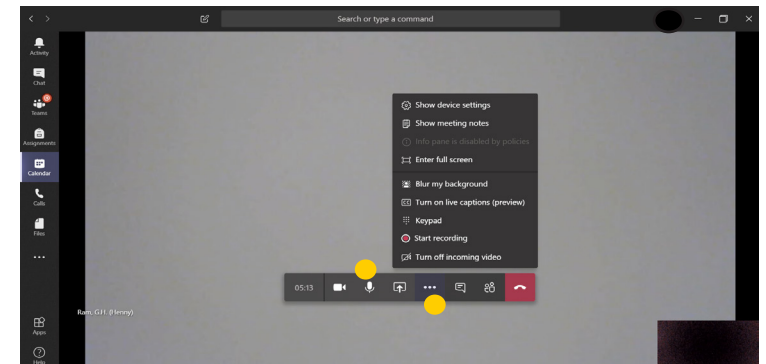 Search or type a command
Activity
Chat
Teams
Assignments
Calendar
Calls
Files
Apps
Help
Show device settings
Show meeting notes
Info pane is disabled by policies
Enter full screen
Blur my background
CC Turn on live captions (preview)
Keypad
Start recording
Turn off incoming video
05:13
Ram, G.H. (Henny)